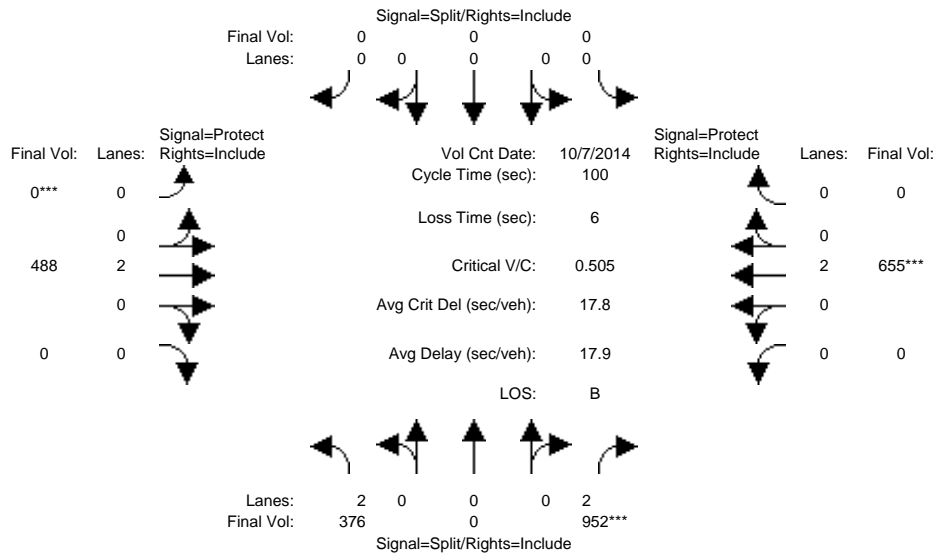 Signal=Split/Rights=Include
Final Vol: 0 0 0
Lanes: 0 0 0 0 0
Signal=Protect Signal=Protect
Final Vol: Lanes: Rights=Include Vol Cnt Date: 10/7/2014 Rights=Include Lanes: Final Vol:
Cycle Time (sec): 100
0*** 0 0 0
Loss Time (sec): 6
0 0
488 2 Critical V/C: 0.505 2 655***
0 Avg Crit Del (sec/veh): 17.8 0
0 0 Avg Delay (sec/veh): 17.9 0 0
LOS: B
Lanes: 2 0 0 0 2
Final Vol: 376 0 952***
Signal=Split/Rights=Include